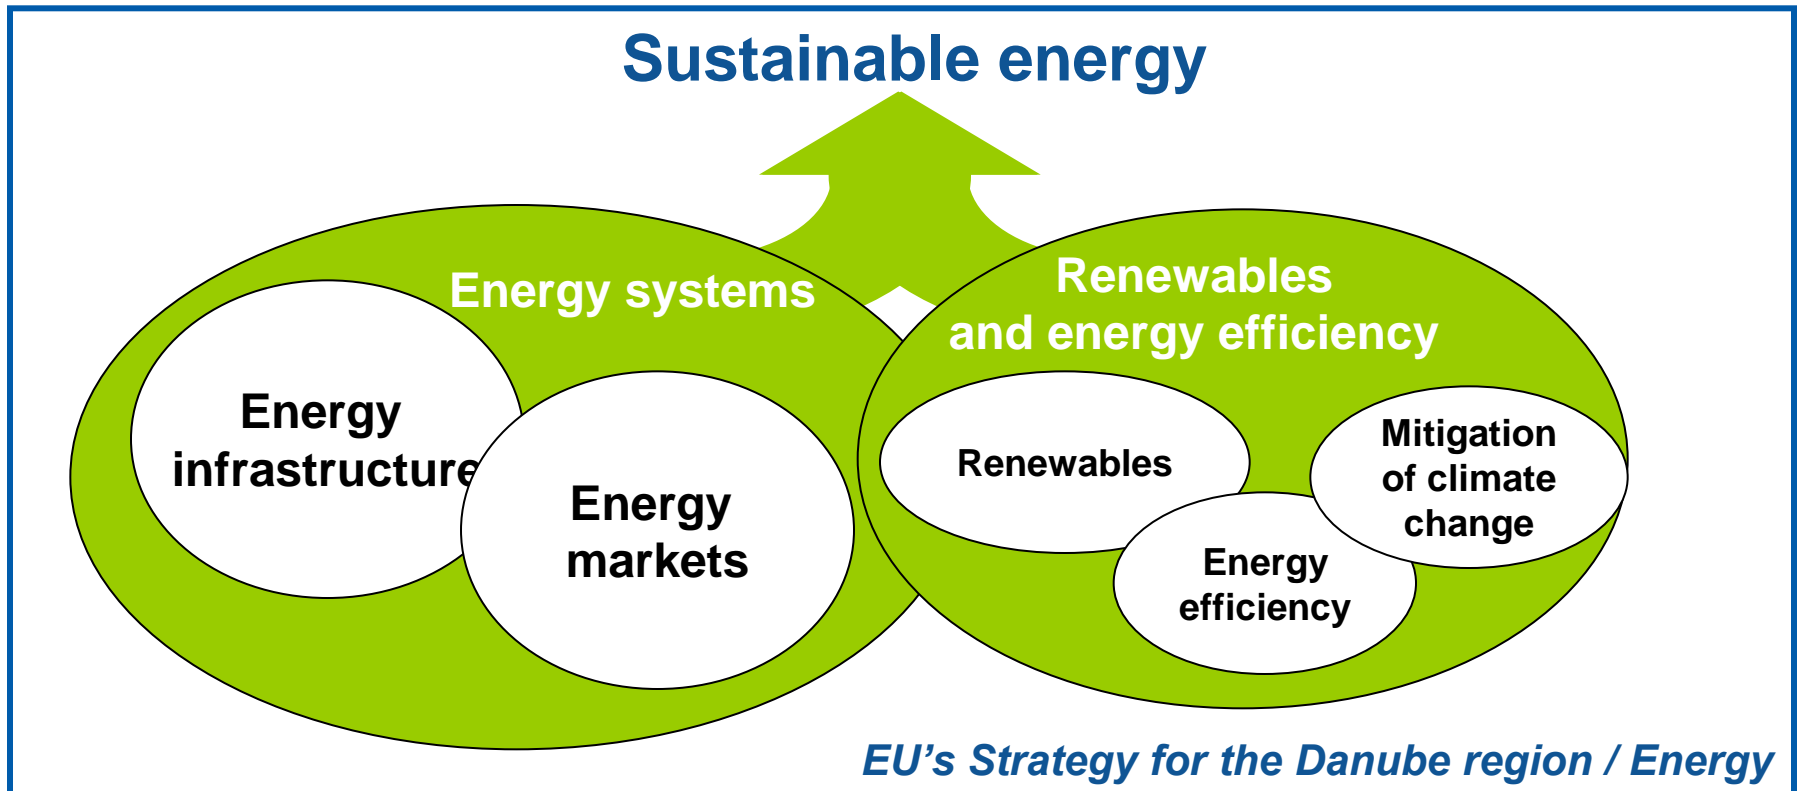 Sustainable energy
Energy systems
Energy
infrastructure
Energy
markets
Renewables
and energy efficiency
Renewables
Energy
efficiency
Mitigation
of climate
change
EU’s Strategy for the Danube region / Energy